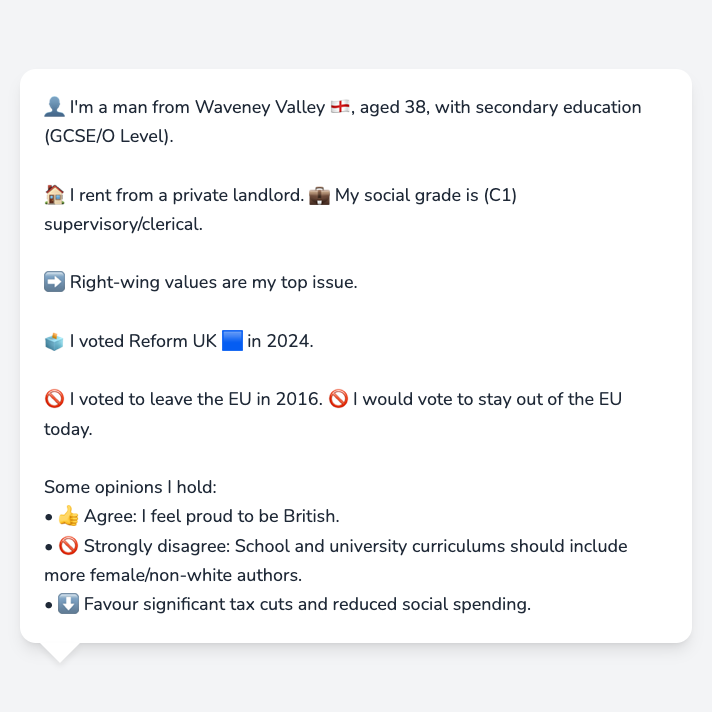 👤 I'm a man from Waveney Valley 🏴󠁧󠁢󠁥󠁮󠁧󠁿, aged 38, with secondary education
(GCSE/O Level).
🏠 I rent from a private landlord. 💼 My social grade is (C1)
supervisory/clerical.
➡️ Right-wing values are my top issue.
🗳️ I voted Reform UK 🟦 in 2024.
🚫 I voted to leave the EU in 2016. 🚫 I would vote to stay out of the EU
today.
Some opinions I hold:
• 👍 Agree: I feel proud to be British.
• 🚫 Strongly disagree: School and university curriculums should include
more female/non-white authors.
• ⬇️ Favour significant tax cuts and reduced social spending.